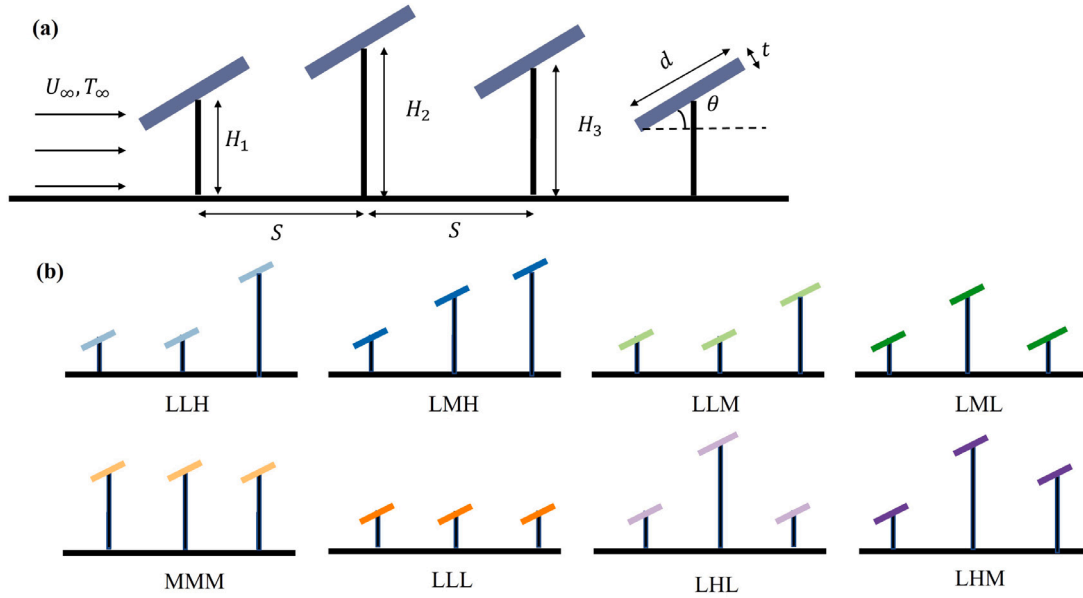 (a)
U∞, T∞
H₁
H₂
H₃
d
t
θ
S
S
(b)
LLH
LMH
LLM
LML
MMM
LLL
LHL
LHM